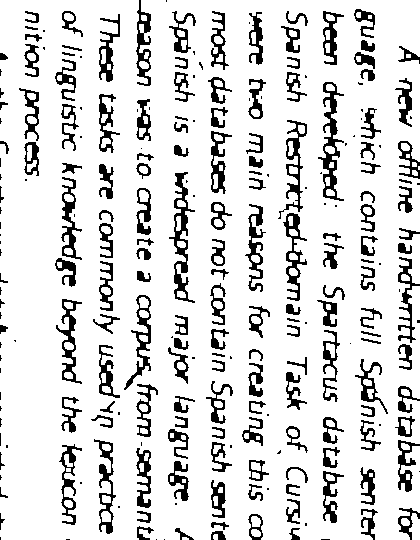 A new offline handwritten database for
guage, which contains full Spanish senten
been developed: the Spartacus database
Spanish Restricted-domain Task of Cursiv
were two main reasons for creating this co
most databases do not contain Spanish sente
Spanish is a widespread major language. A
reason was to create a corpus from semanti
These tasks are commonly used in practice
of linguistic knowledge beyond the lexicon
nition process.